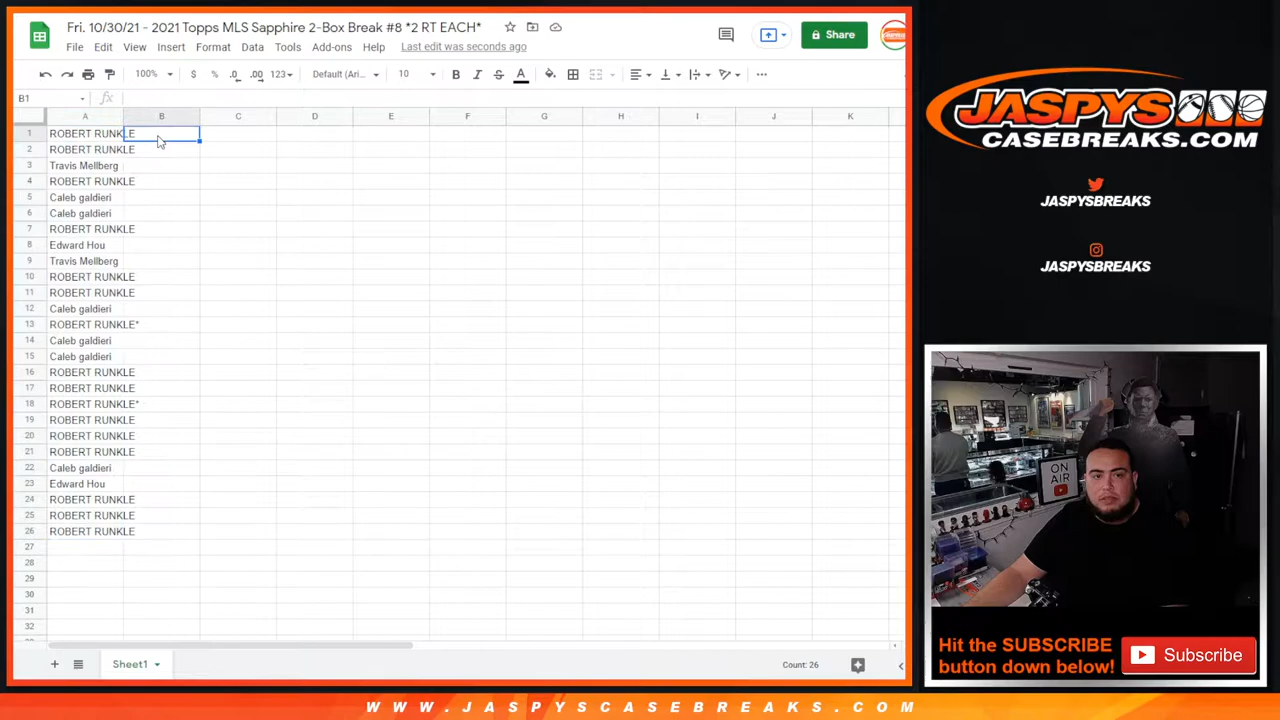 Fri. 10/30/21 - 2021 Topps MLS Sapphire 2-Box Break #8 *2 RT EACH*
File Edit View Insert Format Data Tools Add-ons Help Last edit was seconds ago
Share
100% $ % .0 .00 123 Default (Ari... 10 B I S A
B1 fx
A B C D E F G H I J K
1 ROBERT RUNKLE
2 ROBERT RUNKLE
3 Travis Mellberg
4 ROBERT RUNKLE
5 Caleb galdieri
6 Caleb galdieri
7 ROBERT RUNKLE
8 Edward Hou
9 Travis Mellberg
10 ROBERT RUNKLE
11 ROBERT RUNKLE
12 Caleb galdieri
13 ROBERT RUNKLE*
14 Caleb galdieri
15 Caleb galdieri
16 ROBERT RUNKLE
17 ROBERT RUNKLE
18 ROBERT RUNKLE*
19 ROBERT RUNKLE
20 ROBERT RUNKLE
21 ROBERT RUNKLE
22 Caleb galdieri
23 Edward Hou
24 ROBERT RUNKLE
25 ROBERT RUNKLE
26 ROBERT RUNKLE
27
28
29
30
31
32
Sheet1
Count: 26
JASPYS
CASEBREAKS.COM
JASPYSBREAKS
JASPYSBREAKS
ON
AIR
Hit the SUBSCRIBE
button down below!
Subscribe
WWW.JASPYSCASEBREAKS.COM